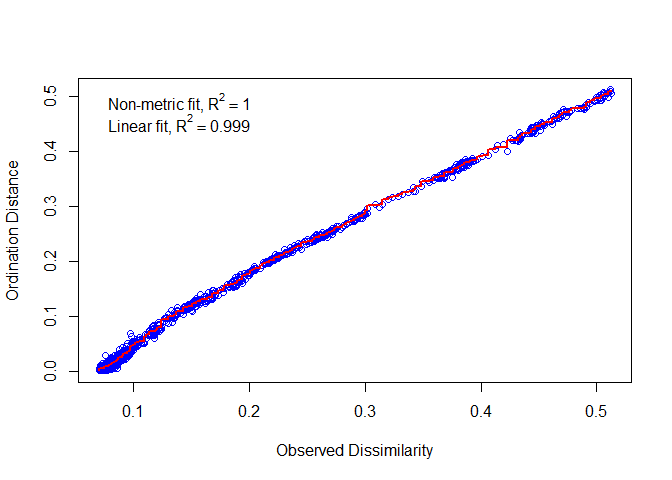 Non-metric fit, R² = 1
Linear fit, R² = 0.999
Ordination Distance
0.5
0.4
0.3
0.2
0.1
0.0
0.1 0.2 0.3 0.4 0.5
Observed Dissimilarity